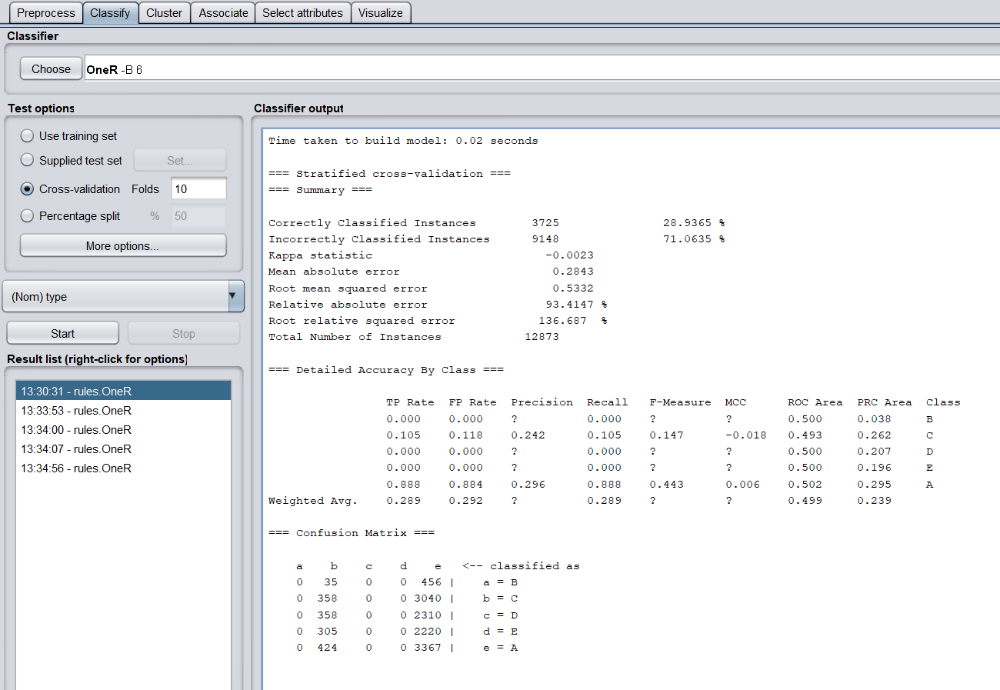 Preprocess Classify Cluster Associate Select attributes Visualize
Classifier
Choose OneR -B 6
Test options
Use training set
Supplied test set Set...
Cross-validation Folds 10
Percentage split % 50
More options...
(Nom) type
Start Stop
Result list (right-click for options)
13:30:31 - rules.OneR
13:33:53 - rules.OneR
13:34:00 - rules.OneR
13:34:07 - rules.OneR
13:34:56 - rules.OneR
Classifier output
Time taken to build model: 0.02 seconds
=== Stratified cross-validation ===
=== Summary ===
Correctly Classified Instances 3725 28.9365 %
Incorrectly Classified Instances 9148 71.0635 %
Kappa statistic -0.0023
Mean absolute error 0.2843
Root mean squared error 0.5332
Relative absolute error 93.4147 %
Root relative squared error 136.687 %
Total Number of Instances 12873
=== Detailed Accuracy By Class ===
TP Rate FP Rate Precision Recall F-Measure MCC ROC Area PRC Area Class
0.000 0.000 ? 0.000 ? ? 0.500 0.038 B
0.105 0.118 0.242 0.105 0.147 -0.018 0.493 0.262 C
0.000 0.000 ? 0.000 ? ? 0.500 0.207 D
0.000 0.000 ? 0.000 ? ? 0.500 0.196 E
0.888 0.884 0.296 0.888 0.443 0.006 0.502 0.295 A
Weighted Avg. 0.289 0.292 ? 0.289 ? ? 0.499 0.239
=== Confusion Matrix ===
a b c d e <-- classified as
0 35 0 0 456 | a = B
0 358 0 0 3040 | b = C
0 358 0 0 2310 | c = D
0 305 0 0 2220 | d = E
0 424 0 0 3367 | e = A